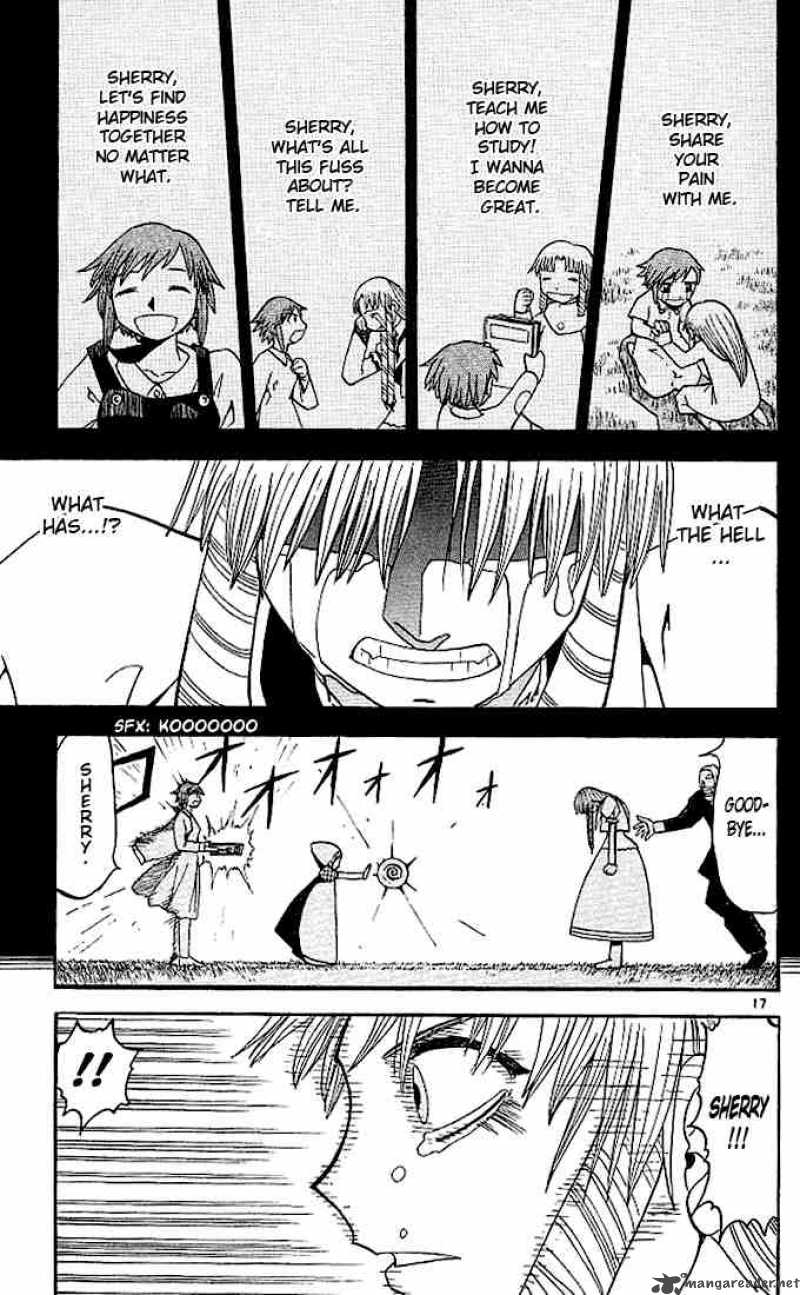 SHERRY,
SHARE
YOUR
PAIN
WITH ME.
SHERRY,
TEACH ME
HOW TO
STUDY!
I WANNA
BECOME
GREAT.
SHERRY,
WHAT'S ALL
THIS FUSS
ABOUT?
TELL ME.
SHERRY,
LET'S FIND
HAPPINESS
TOGETHER
NO MATTER
WHAT.
WHAT
THE HELL
...
WHAT
HAS...!?
SFX: KOOOOOOO
GOOD-
BYE...
SHERRY.
17
SHERRY
!!!
!!
mangareader.net